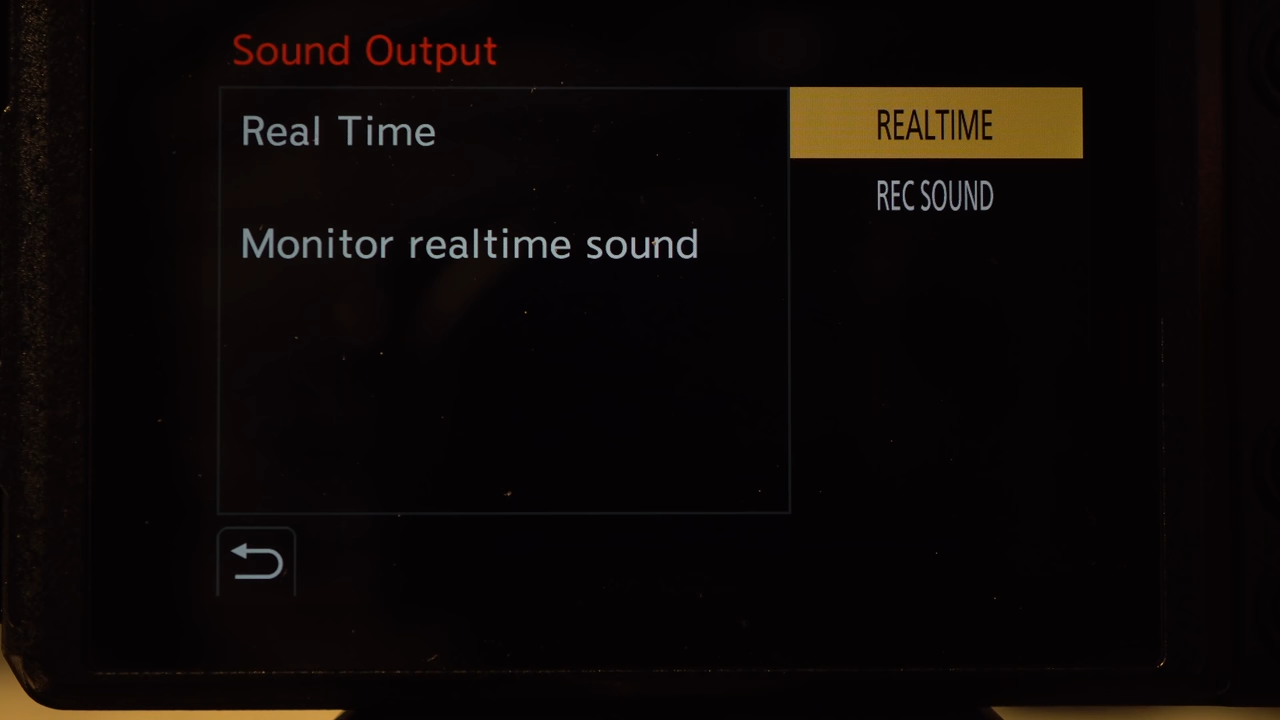 Sound Output
Real Time
Monitor realtime sound
REALTIME
REC SOUND